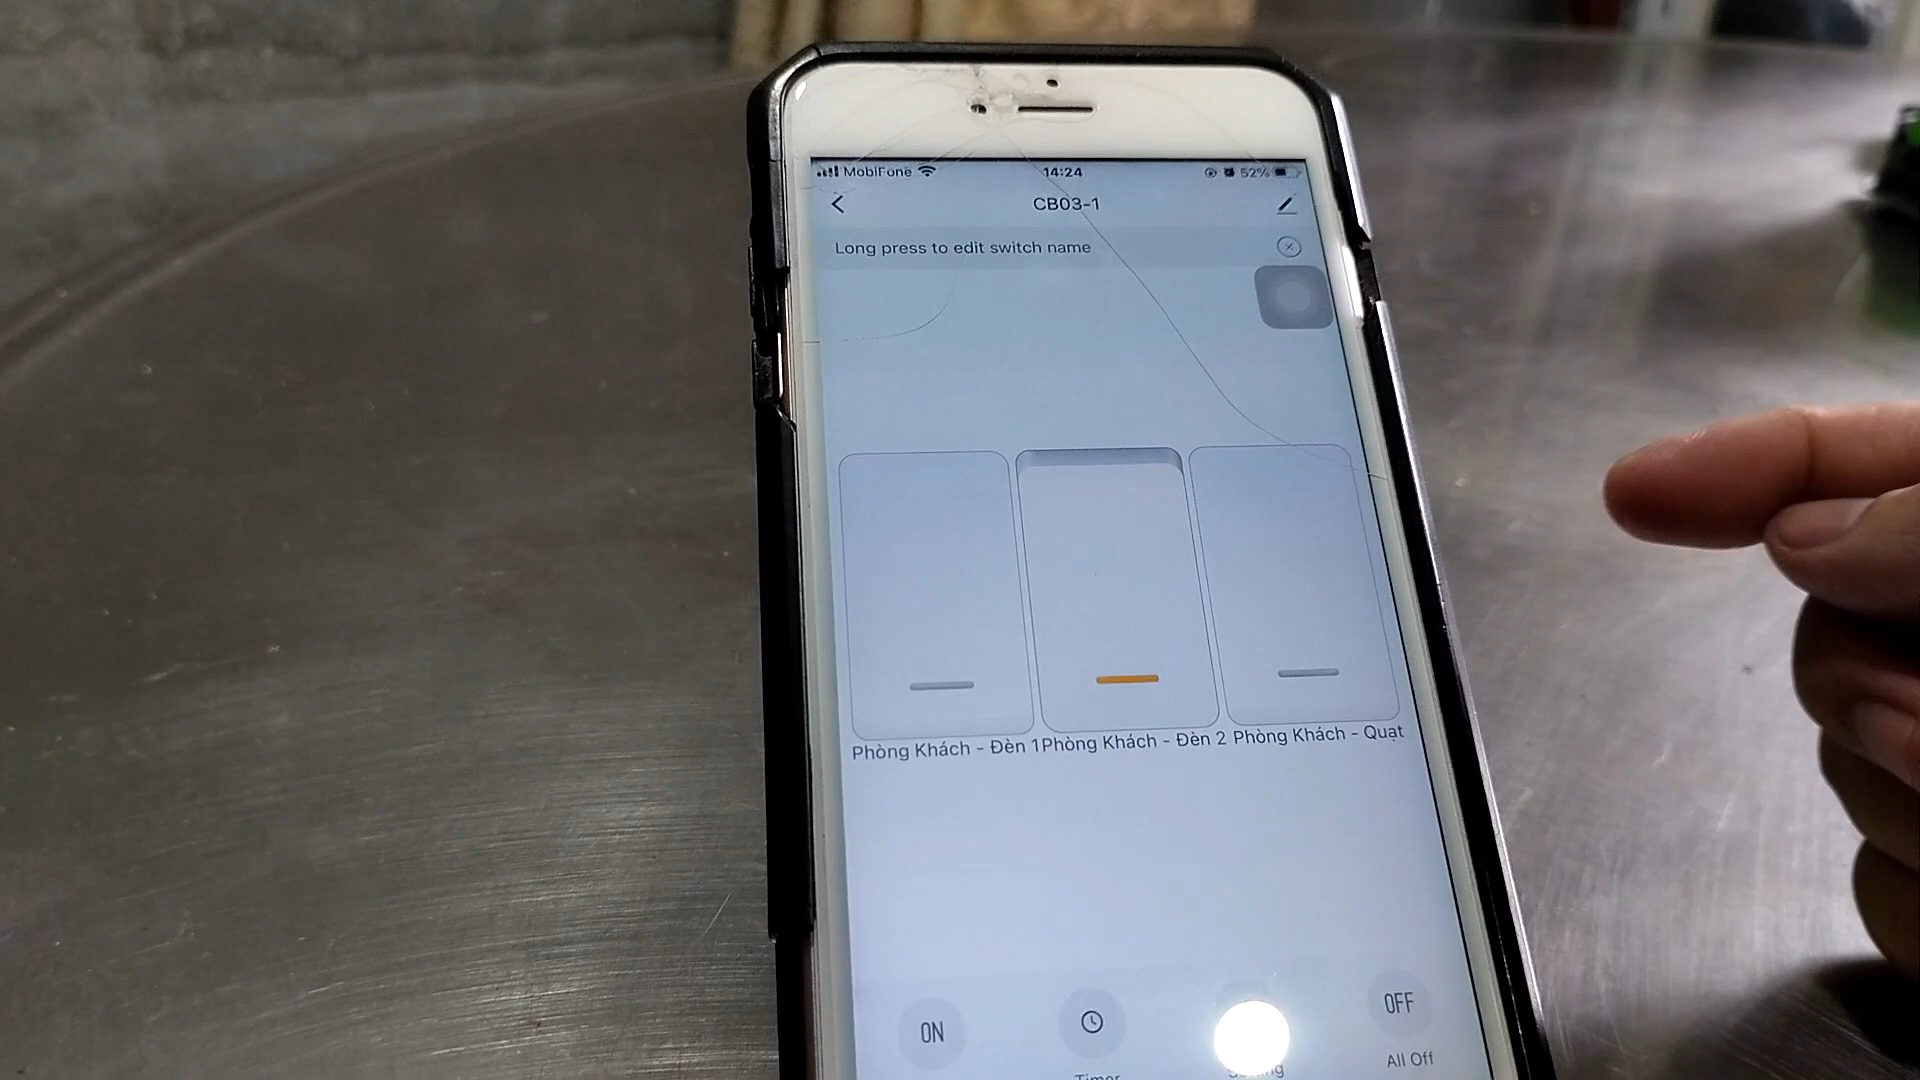 MobiFone 14:24 52%
CB03-1
Long press to edit switch name
Phòng Khách - Đèn 1 Phòng Khách - Đèn 2 Phòng Khách - Quạt
ON OFF
Timer All Off